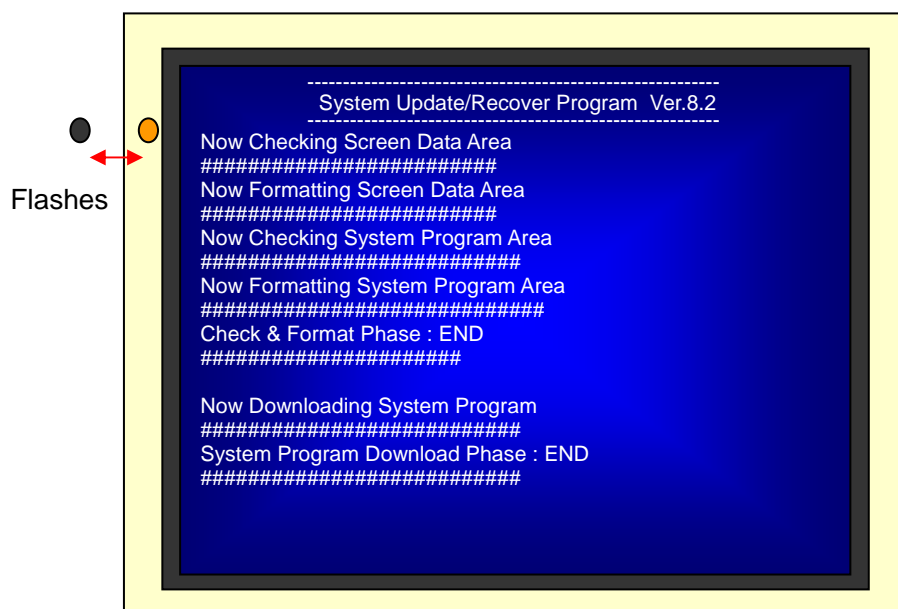 ----------------------------------------------------------
System Update/Recover Program  Ver.8.2
----------------------------------------------------------
Now Checking Screen Data Area
#########################
Now Formatting Screen Data Area
#########################
Now Checking System Program Area
###########################
Now Formatting System Program Area
#############################
Check & Format Phase : END
######################
Now Downloading System Program
###########################
System Program Download Phase : END
###########################
Flashes